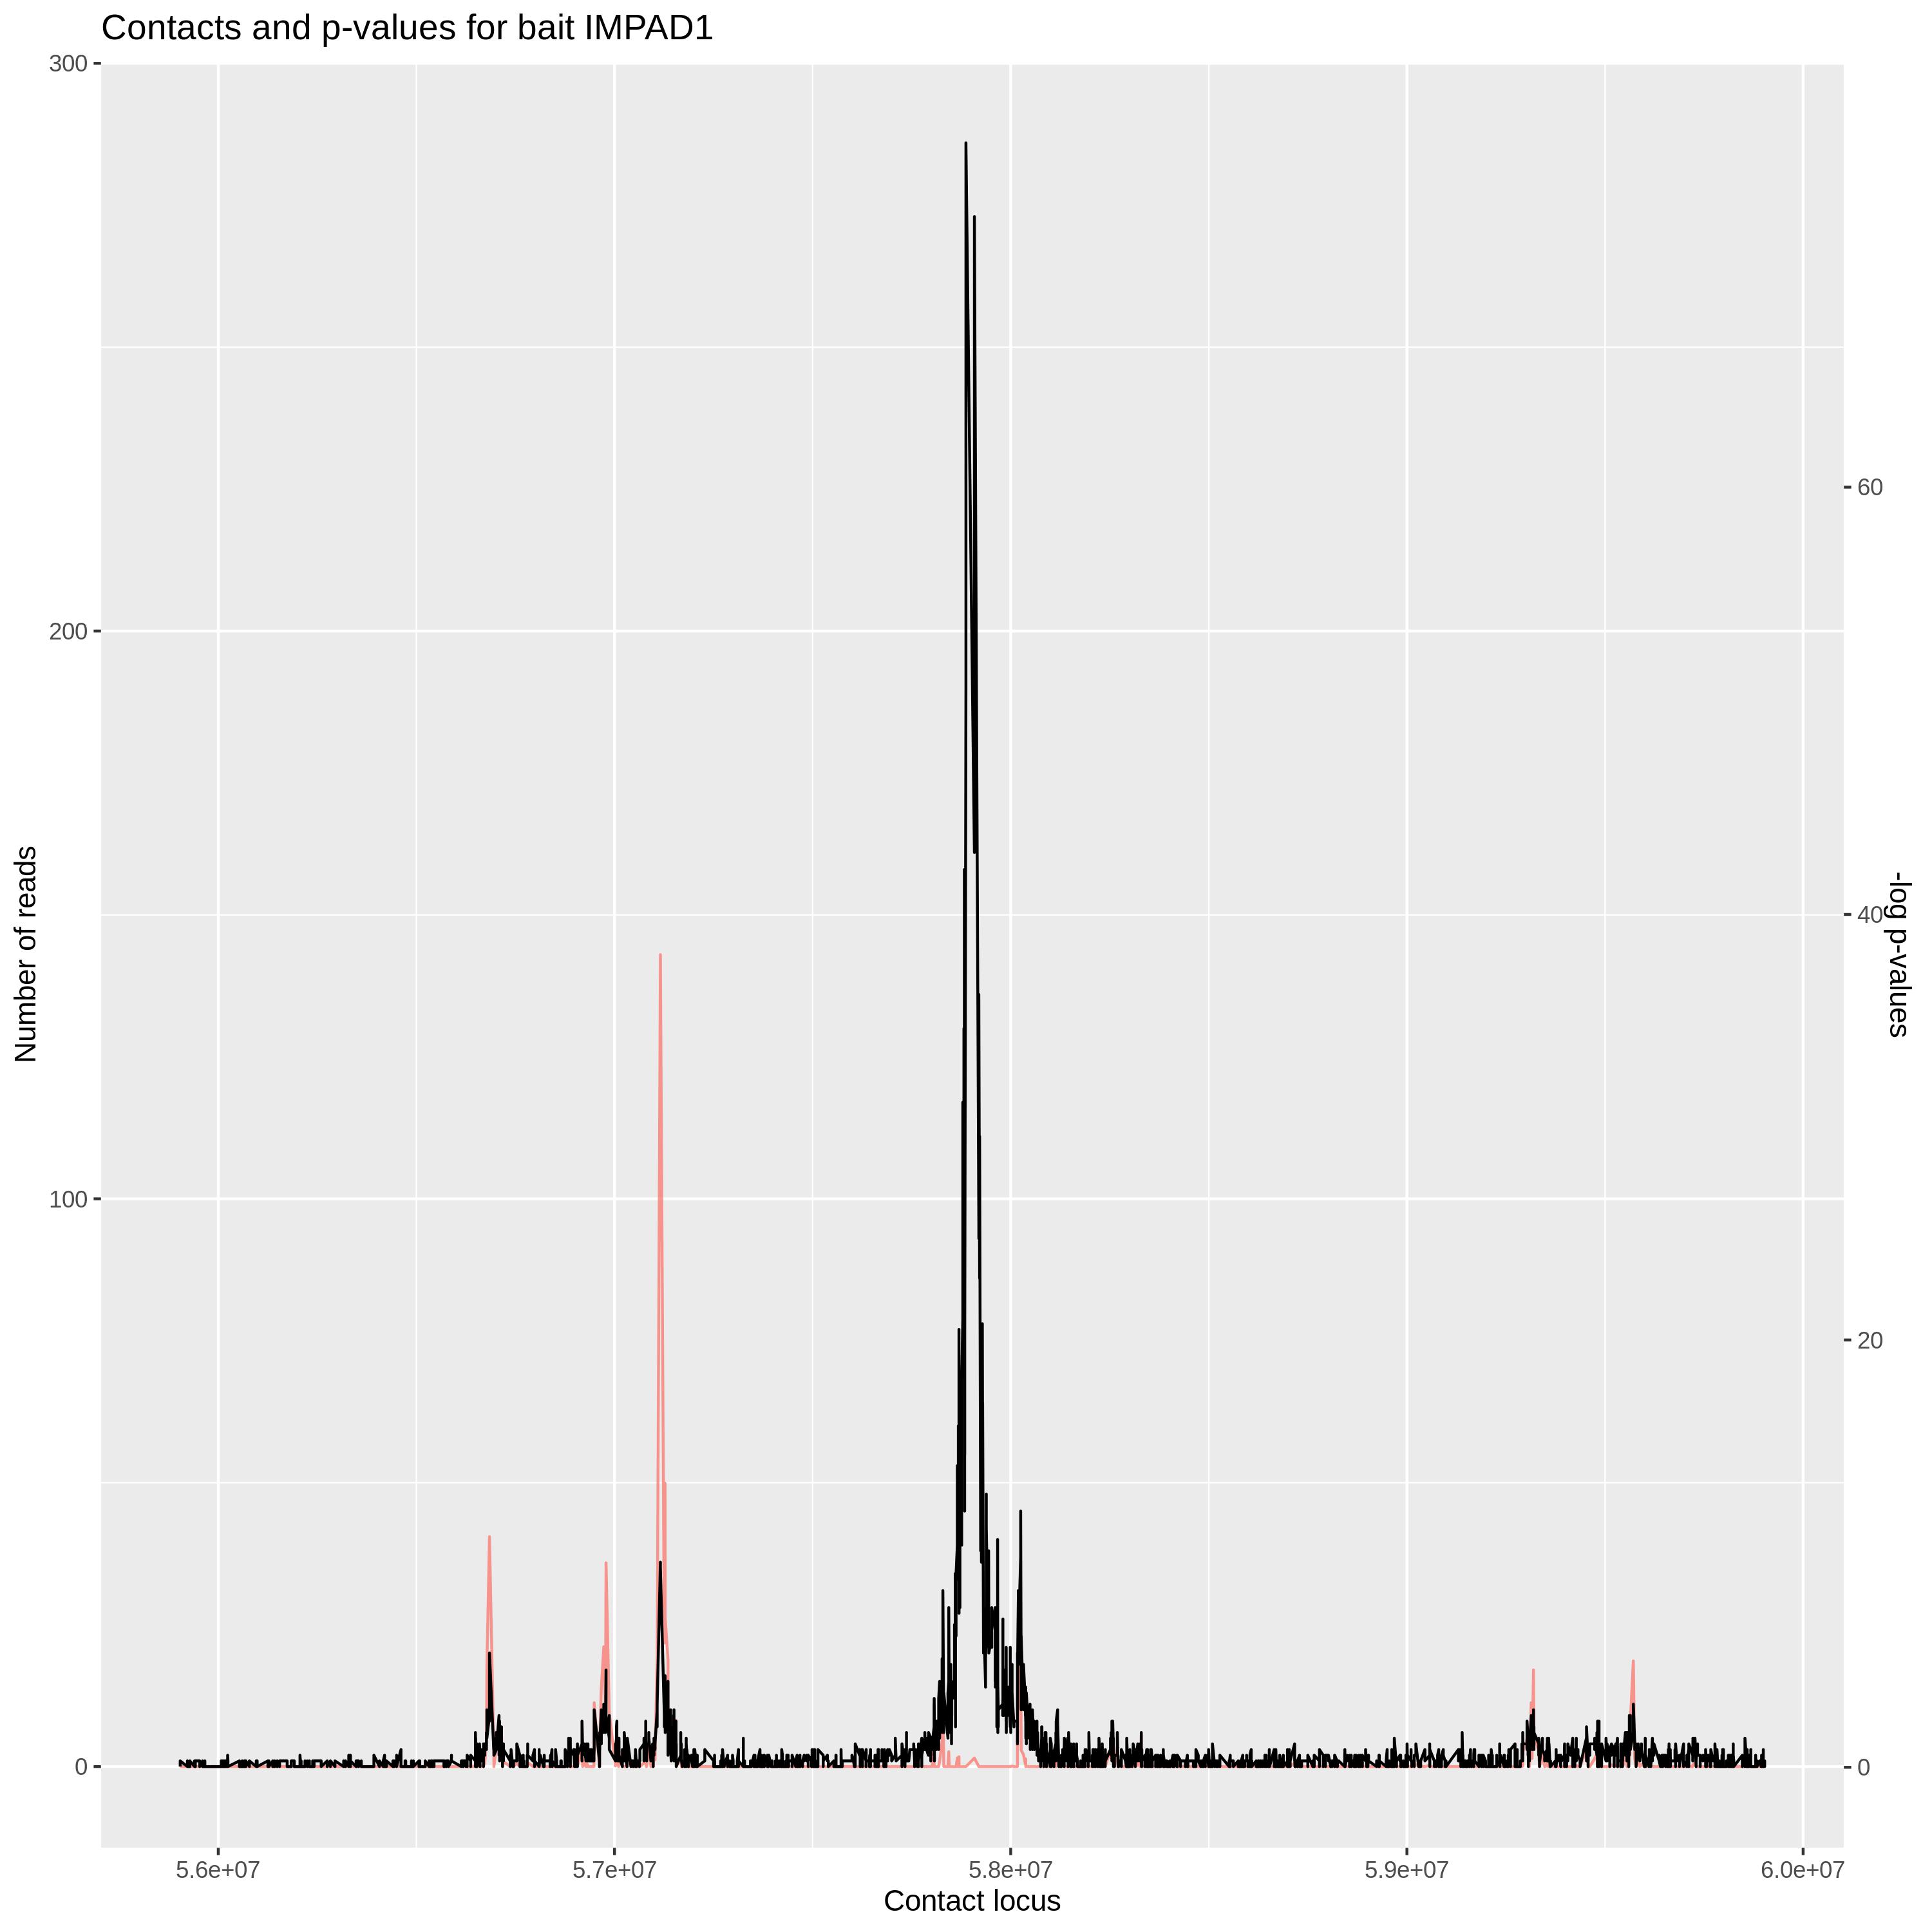 Contacts and p-values for bait IMPAD1
300
200
100
0
Number of reads
60
40
20
0
-log p-values
5.6e+07
5.7e+07
5.8e+07
5.9e+07
6.0e+07
Contact locus